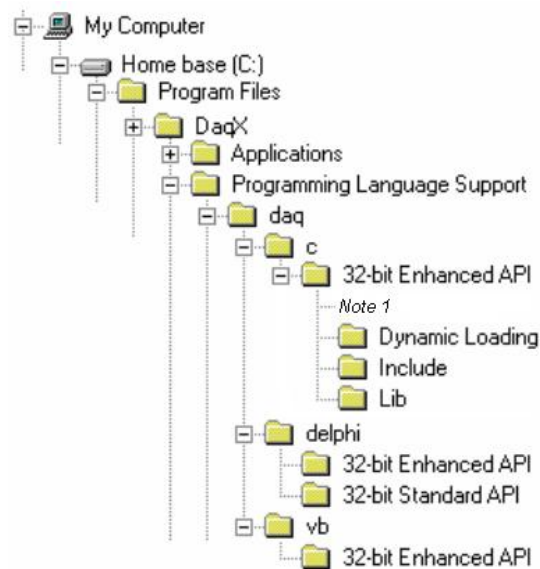 My Computer
Home base (C:)
Program Files
DaqX
Applications
Programming Language Support
daq
c
32-bit Enhanced API
Note 1
Dynamic Loading
Include
Lib
delphi
32-bit Enhanced API
32-bit Standard API
vb
32-bit Enhanced API